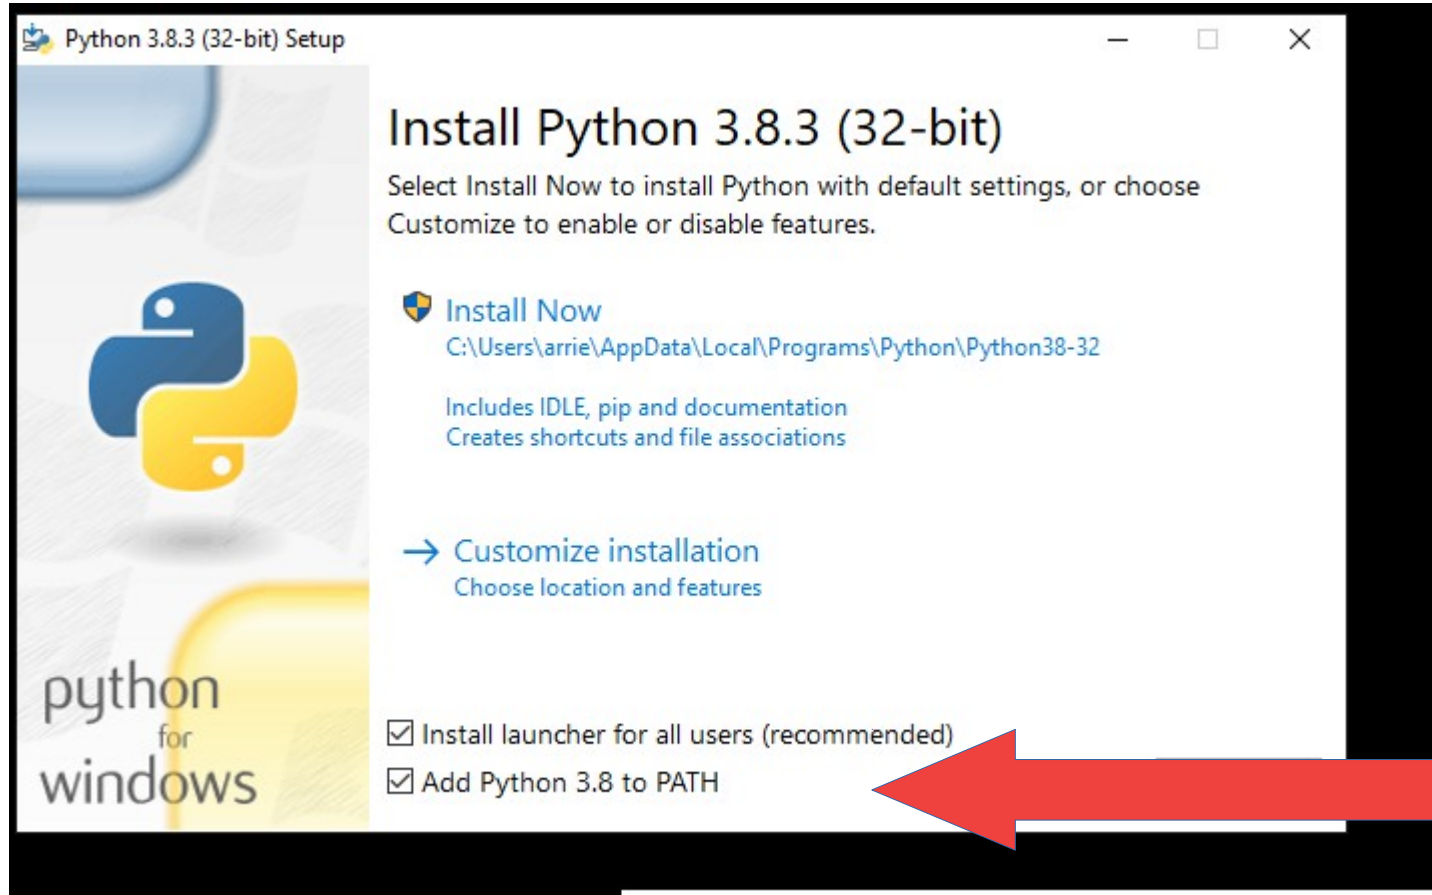 Python 3.8.3 (32-bit) Setup
Install Python 3.8.3 (32-bit)
Select Install Now to install Python with default settings, or choose
Customize to enable or disable features.
Install Now
C:\Users\arrie\AppData\Local\Programs\Python\Python38-32
Includes IDLE, pip and documentation
Creates shortcuts and file associations
Customize installation
Choose location and features
python
for
windows
Install launcher for all users (recommended)
Add Python 3.8 to PATH